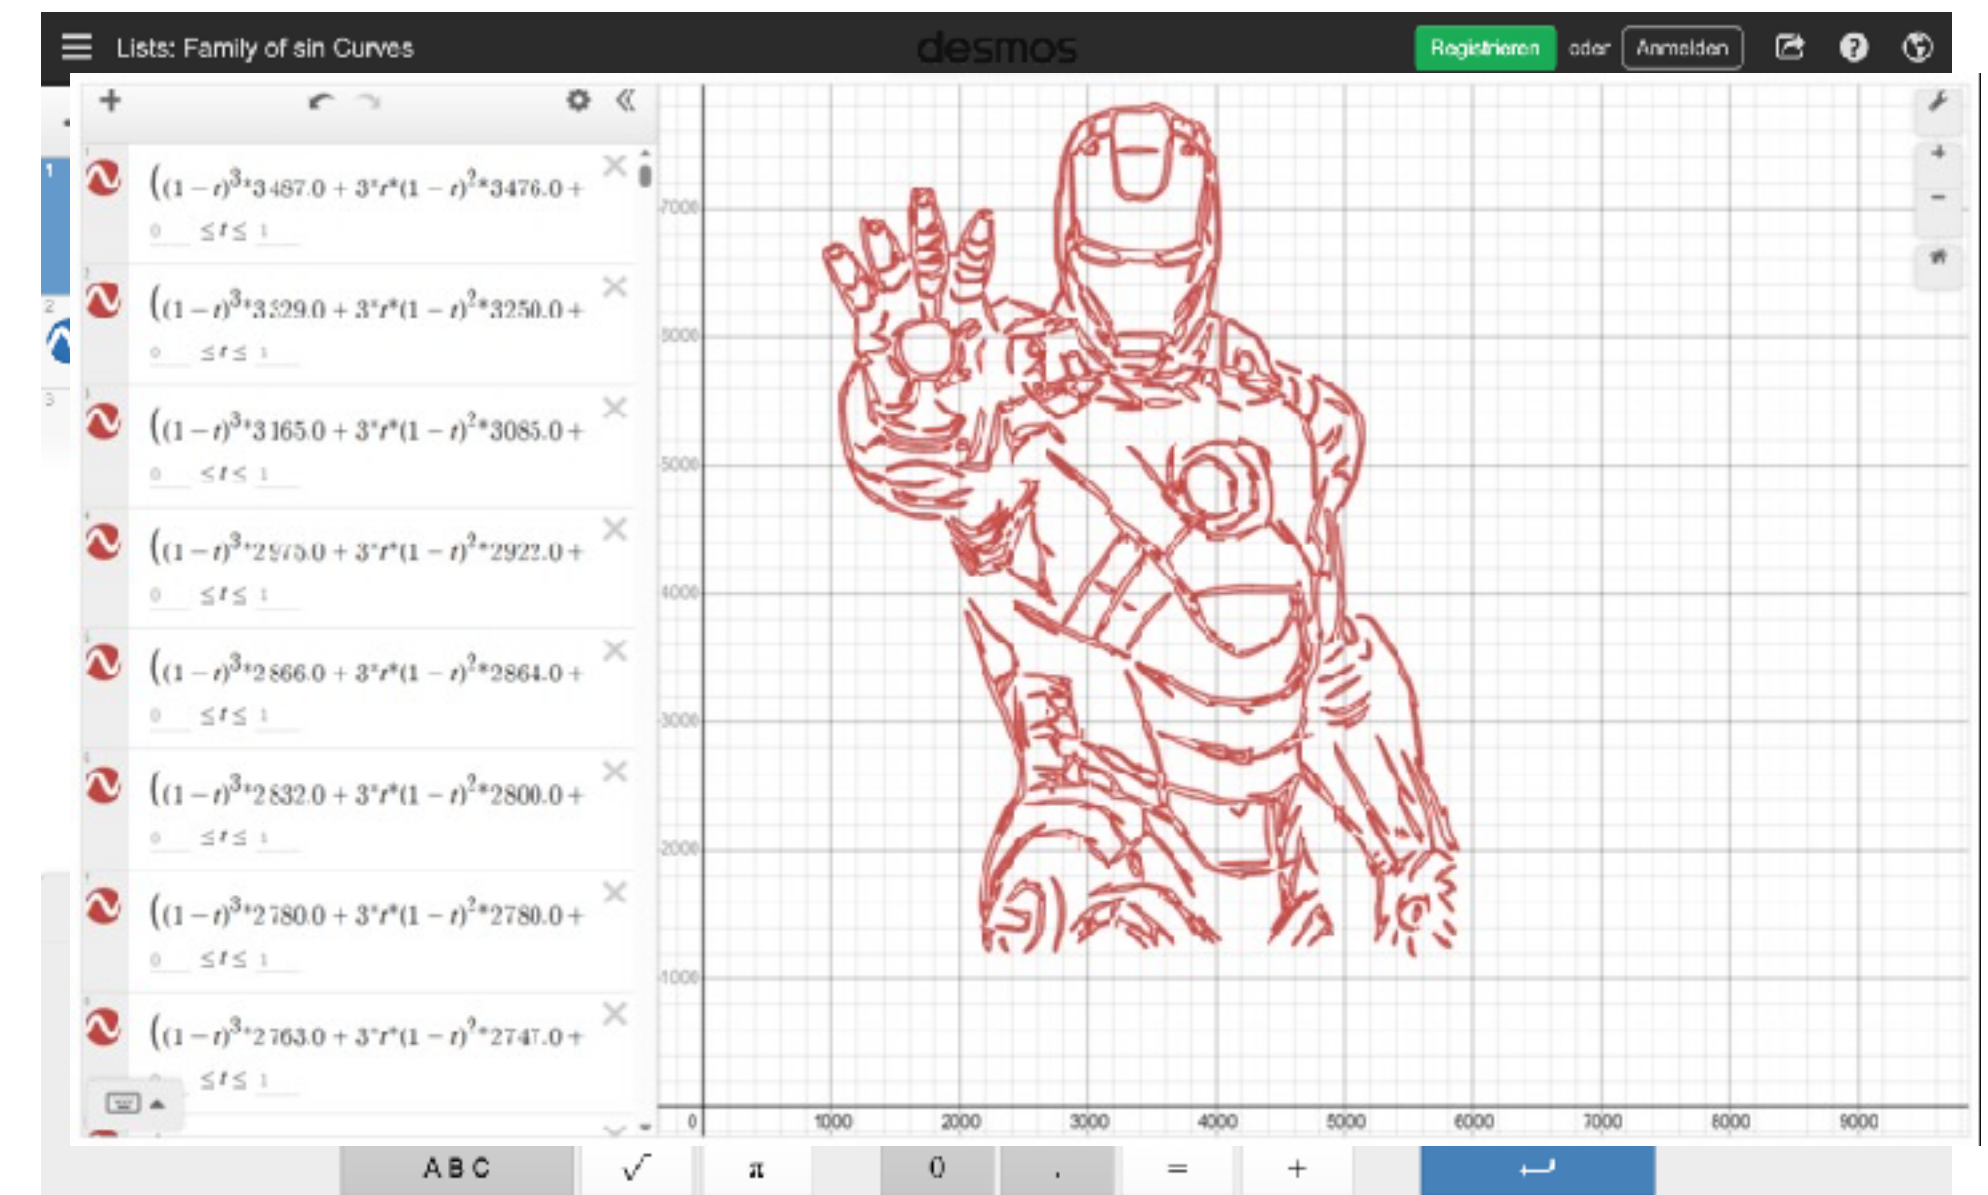 Lists: Family of sin Curves
desmos
Registrieren oder Anmelden
1
2
3
((1 − t)^3*3487.0 + 3*t*(1 − t)^2*3476.0 +
0 ≤ t ≤ 1
((1 − t)^3*3329.0 + 3*t*(1 − t)^2*3250.0 +
0 ≤ t ≤ 1
((1 − t)^3*3165.0 + 3*t*(1 − t)^2*3085.0 +
0 ≤ t ≤ 1
((1 − t)^3*2975.0 + 3*t*(1 − t)^2*2922.0 +
0 ≤ t ≤ 1
((1 − t)^3*2866.0 + 3*t*(1 − t)^2*2864.0 +
0 ≤ t ≤ 1
((1 − t)^3*2832.0 + 3*t*(1 − t)^2*2800.0 +
0 ≤ t ≤ 1
((1 − t)^3*2780.0 + 3*t*(1 − t)^2*2780.0 +
0 ≤ t ≤ 1
((1 − t)^3*2763.0 + 3*t*(1 − t)^2*2747.0 +
≤ t ≤ 1
7000
6000
5000
4000
3000
2000
1000
0 1000 2000 3000 4000 5000 6000 7000 8000 9000
A B C √ π 0 . = +